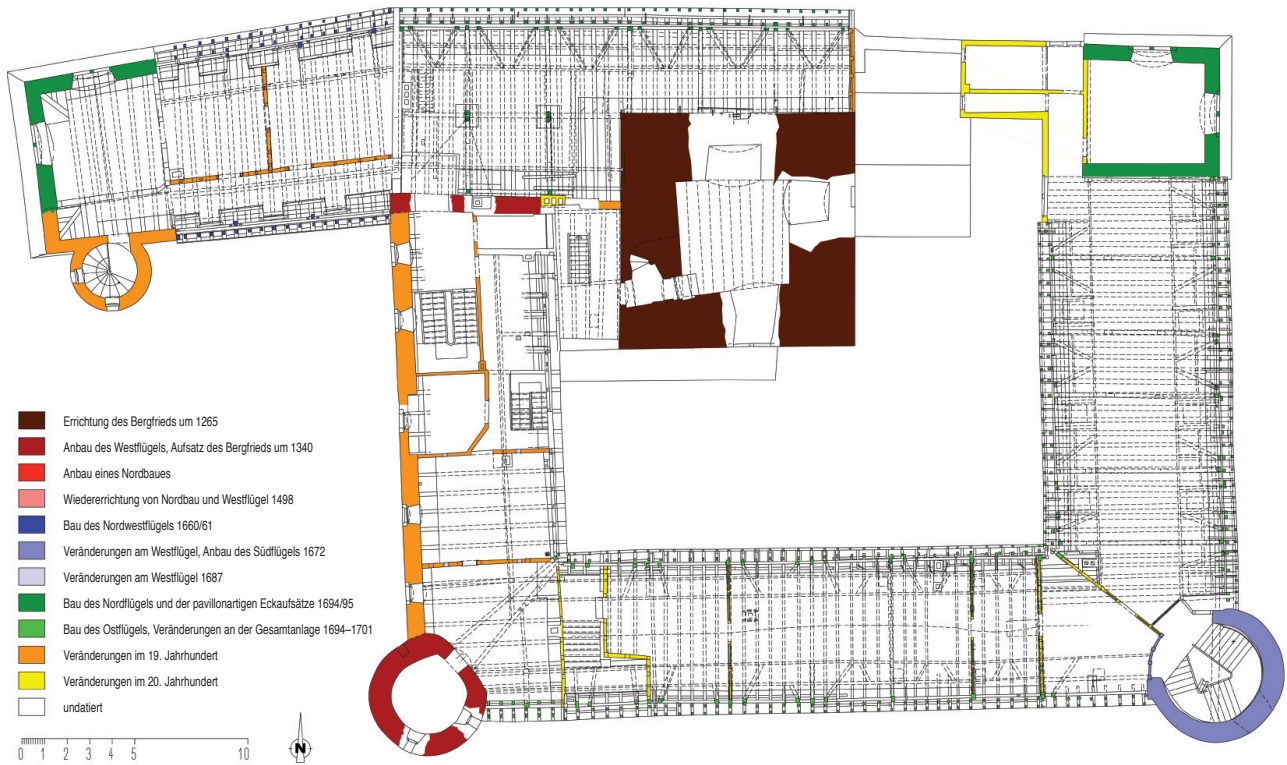 Errichtung des Bergfrieds um 1265
Anbau des Westflügels, Aufsatz des Bergfrieds um 1340
Anbau eines Nordbaues
Wiedererrichtung von Nordbau und Westflügel 1498
Bau des Nordwestflügels 1660/61
Veränderungen am Westflügel, Anbau des Südflügels 1672
Veränderungen am Westflügel 1687
Bau des Nordflügels und der pavillonartigen Eckaufsätze 1694/95
Bau des Ostflügels, Veränderungen an der Gesamtanlage 1694–1701
Veränderungen im 19. Jahrhundert
Veränderungen im 20. Jahrhundert
undatiert
0 1 2 3 4 5 10
N